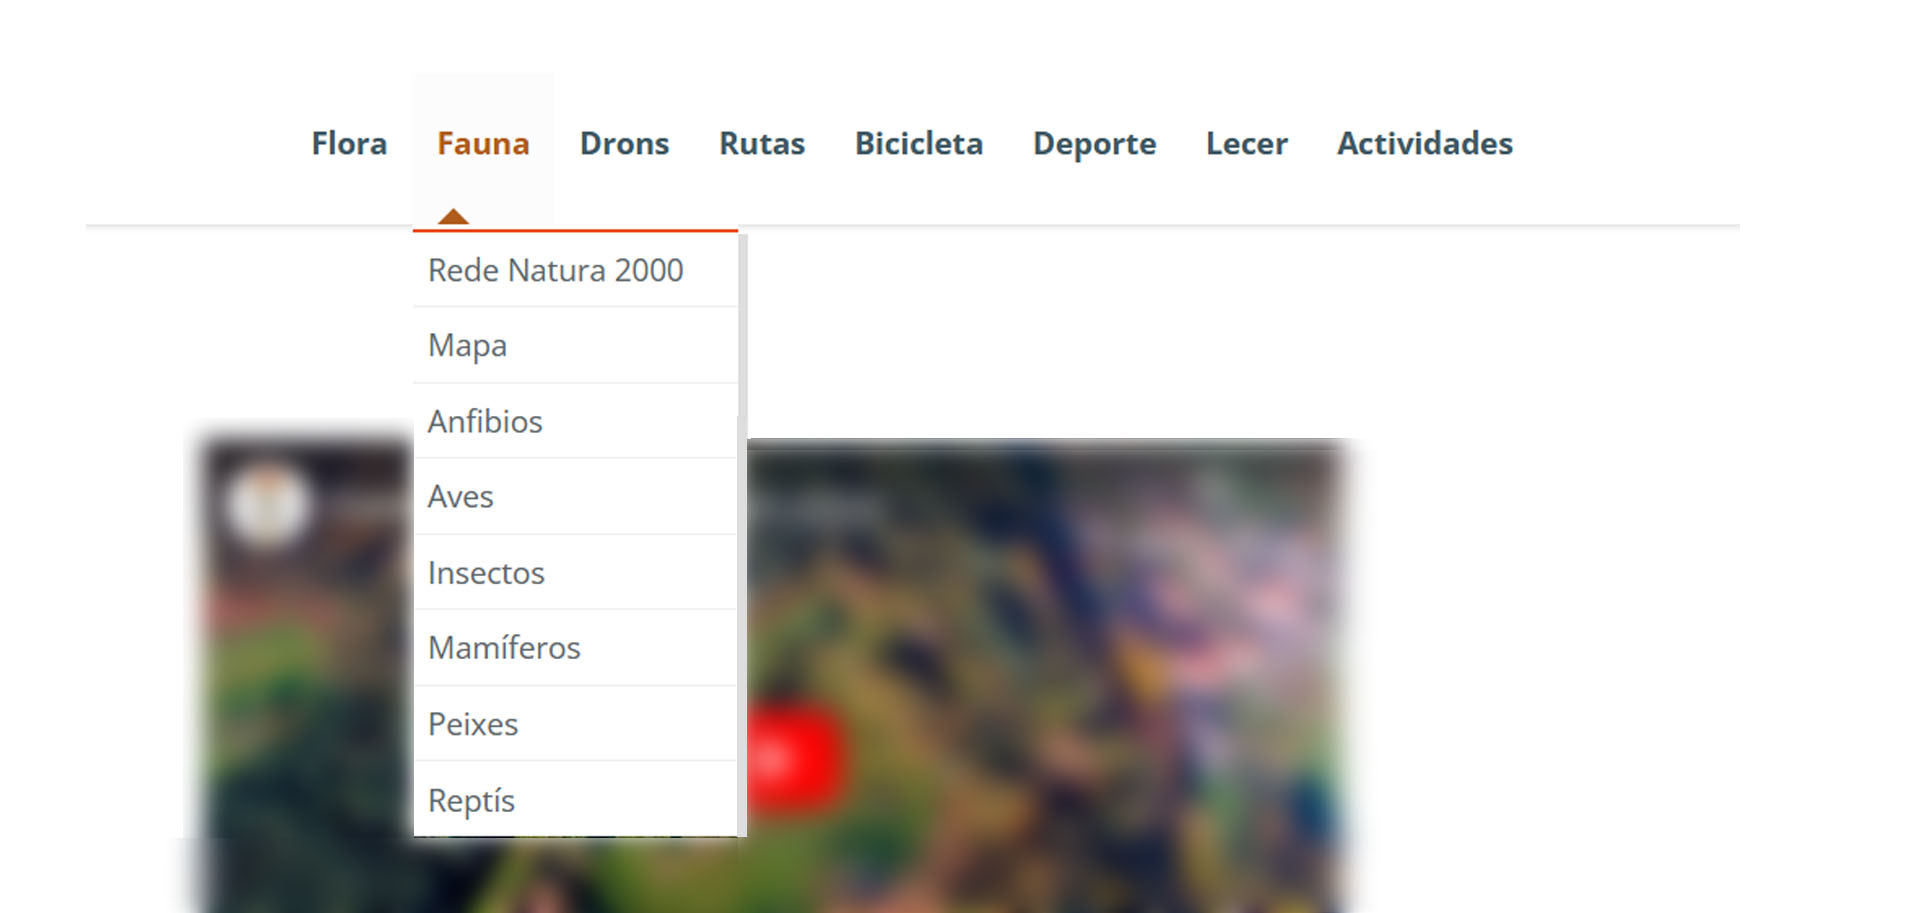 Flora Fauna Drons Rutas Bicicleta Deporte Lecer Actividades
Rede Natura 2000
Mapa
Anfibios
Aves
Insectos
Mamíferos
Peixes
Reptís